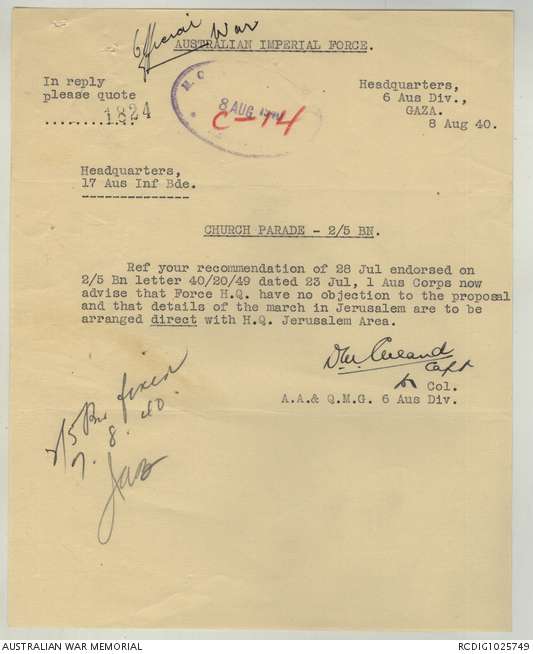 Official War
AUSTRALIAN IMPERIAL FORCE.
In reply
please quote
1824
8 AUG 1940
C-14
Headquarters,
6 Aus Div.,
GAZA.
8 Aug 40.
Headquarters,
17 Aus Inf Bde.
CHURCH PARADE - 2/5 BN.
Ref your recommendation of 28 Jul endorsed on
2/5 Bn letter 40/20/49 dated 23 Jul, 1 Aus Corps now
advise that Force H.Q. have no objection to the proposal
and that details of the march in Jerusalem are to be
arranged direct with H.Q. Jerusalem Area.
Capt
Col.
A.A.& Q.M.G. 6 Aus Div.
2/5 Bn
8.40.
AUSTRALIAN WAR MEMORIAL
RCDIG1025749